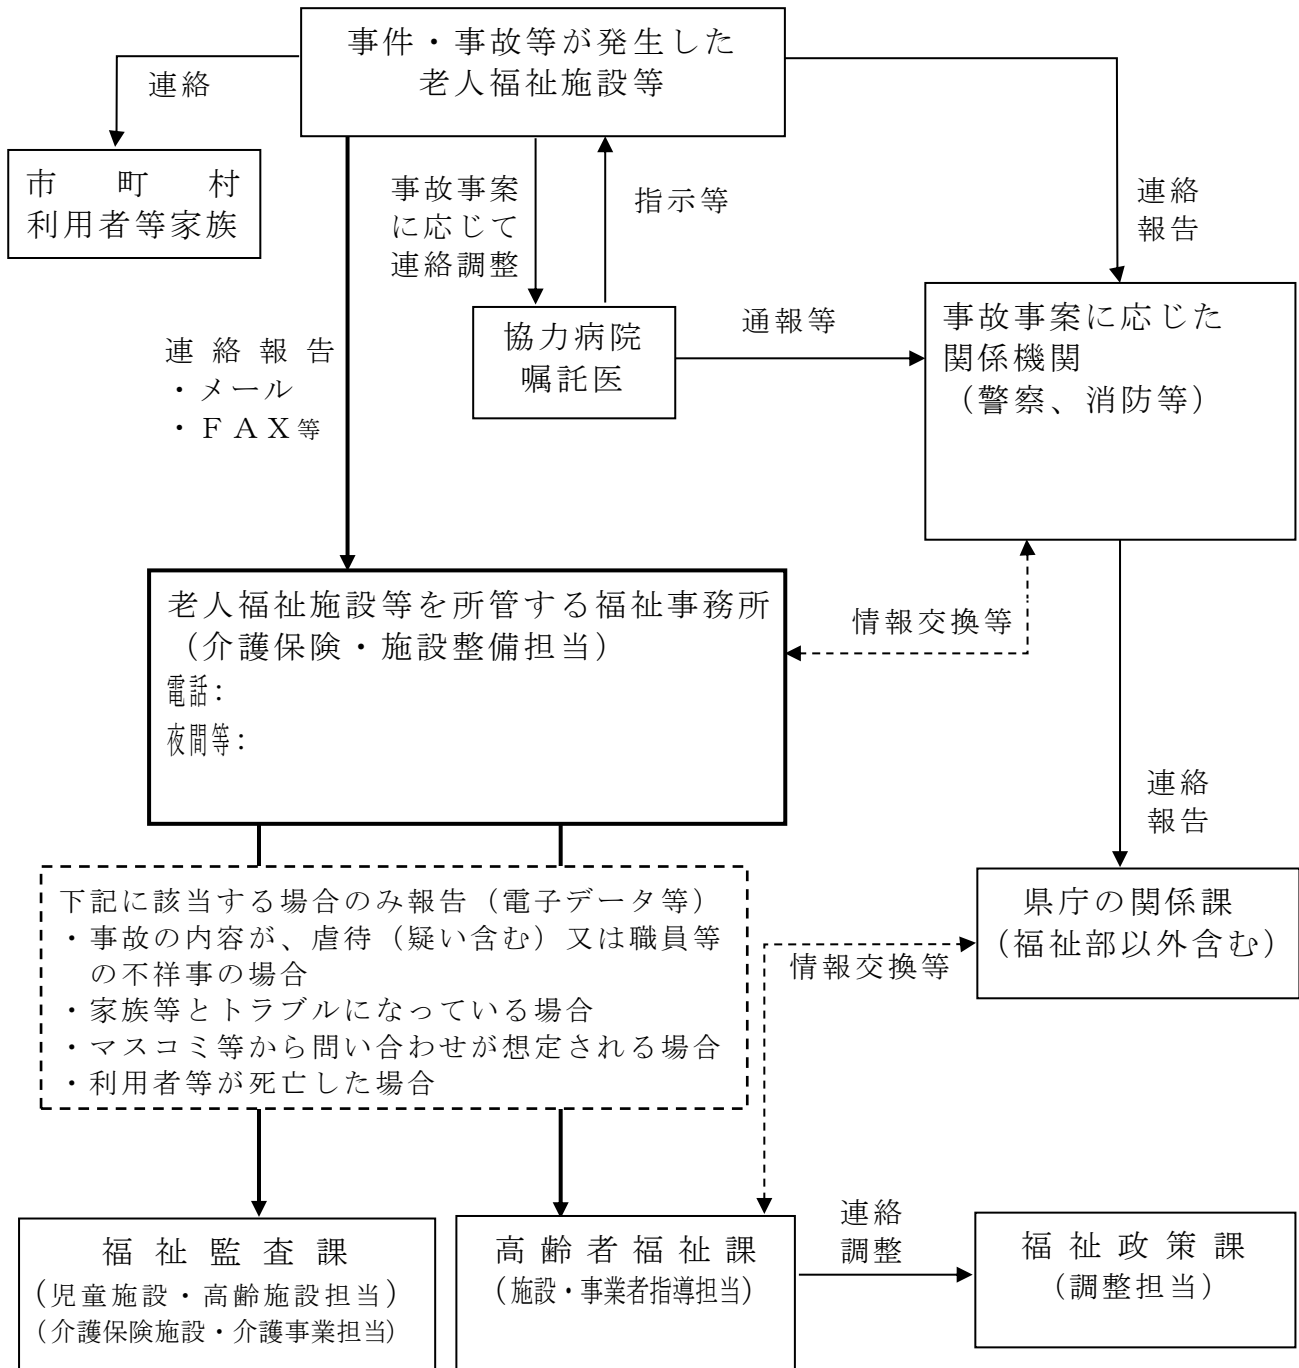 事件・事故等が発生した
老人福祉施設等
連絡
市町村
利用者等家族
事故事案
に応じて
連絡調整
指示等
連絡
報告
協力病院
嘱託医
通報等
事故事案に応じた
関係機関
（警察、消防等）
連絡報告
・メール
・ＦＡＸ等
老人福祉施設等を所管する福祉事務所
（介護保険・施設整備担当）
電話：
夜間等：
情報交換等
連絡
報告
下記に該当する場合のみ報告（電子データ等）
・事故の内容が、虐待（疑い含む）又は職員等
の不祥事の場合
・家族等とトラブルになっている場合
・マスコミ等から問い合わせが想定される場合
・利用者等が死亡した場合
情報交換等
県庁の関係課
（福祉部以外含む）
福祉監査課
（児童施設・高齢施設担当）
（介護保険施設・介護事業担当）
高齢者福祉課
（施設・事業者指導担当）
連絡
調整
福祉政策課
（調整担当）